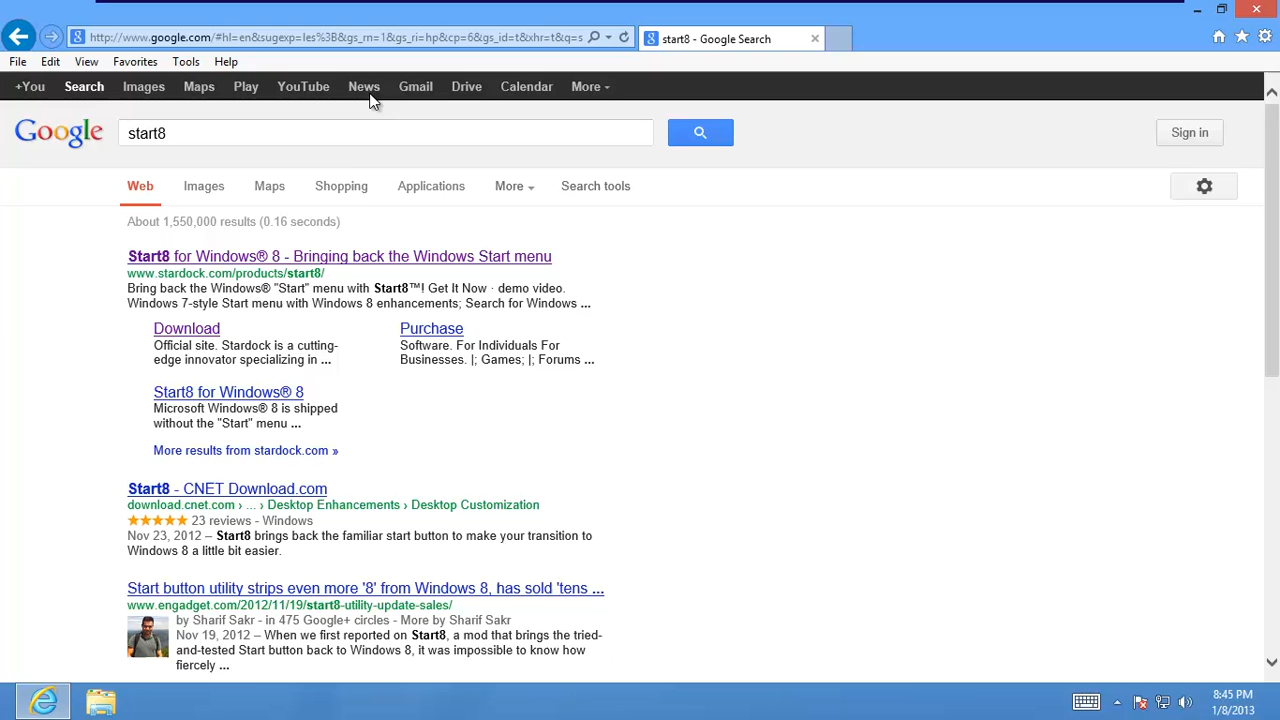 http://www.google.com/#hl=en&sugexp=les%3B&gs_rn=1&gs_ri=hp&cp=6&gs_id=t&xhr=t&q=s
start8 - Google Search
File Edit View Favorites Tools Help
+You Search Images Maps Play YouTube News Gmail Drive Calendar More
Google start8 Sign in
Web Images Maps Shopping Applications More Search tools
About 1,550,000 results (0.16 seconds)
Start8 for Windows® 8 - Bringing back the Windows Start menu
www.stardock.com/products/start8/
Bring back the Windows® "Start" menu with Start8™! Get It Now · demo video.
Windows 7-style Start menu with Windows 8 enhancements; Search for Windows ...
Download
Official site. Stardock is a cutting-
edge innovator specializing in ...
Purchase
Software. For Individuals For
Businesses. |; Games; |; Forums ...
Start8 for Windows® 8
Microsoft Windows® 8 is shipped
without the "Start" menu ...
More results from stardock.com »
Start8 - CNET Download.com
download.cnet.com › ... › Desktop Enhancements › Desktop Customization
★★★★★ 23 reviews - Windows
Nov 23, 2012 – Start8 brings back the familiar start button to make your transition to
Windows 8 a little bit easier.
Start button utility strips even more '8' from Windows 8, has sold 'tens ...
www.engadget.com/2012/11/19/start8-utility-update-sales/
by Sharif Sakr - in 475 Google+ circles - More by Sharif Sakr
Nov 19, 2012 – When we first reported on Start8, a mod that brings the tried-
and-tested Start button back to Windows 8, it was impossible to know how
fiercely ...
8:45 PM
1/8/2013